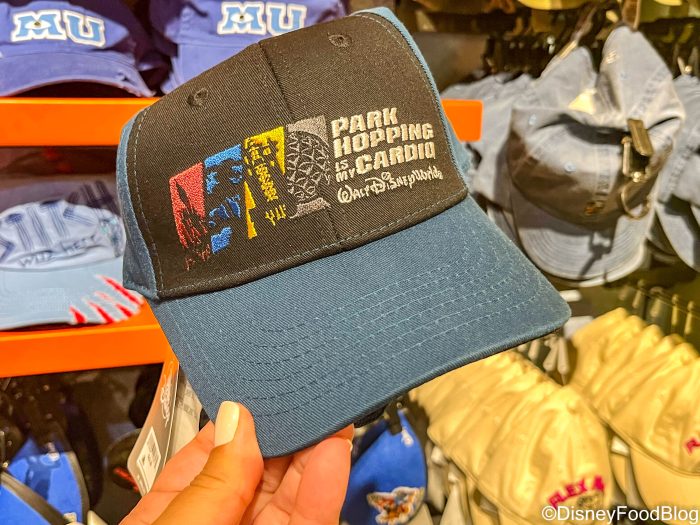 MU
MU
PARK
HOPPING
IS MY CARDIO
Walt Disney World
©DisneyFoodBlog